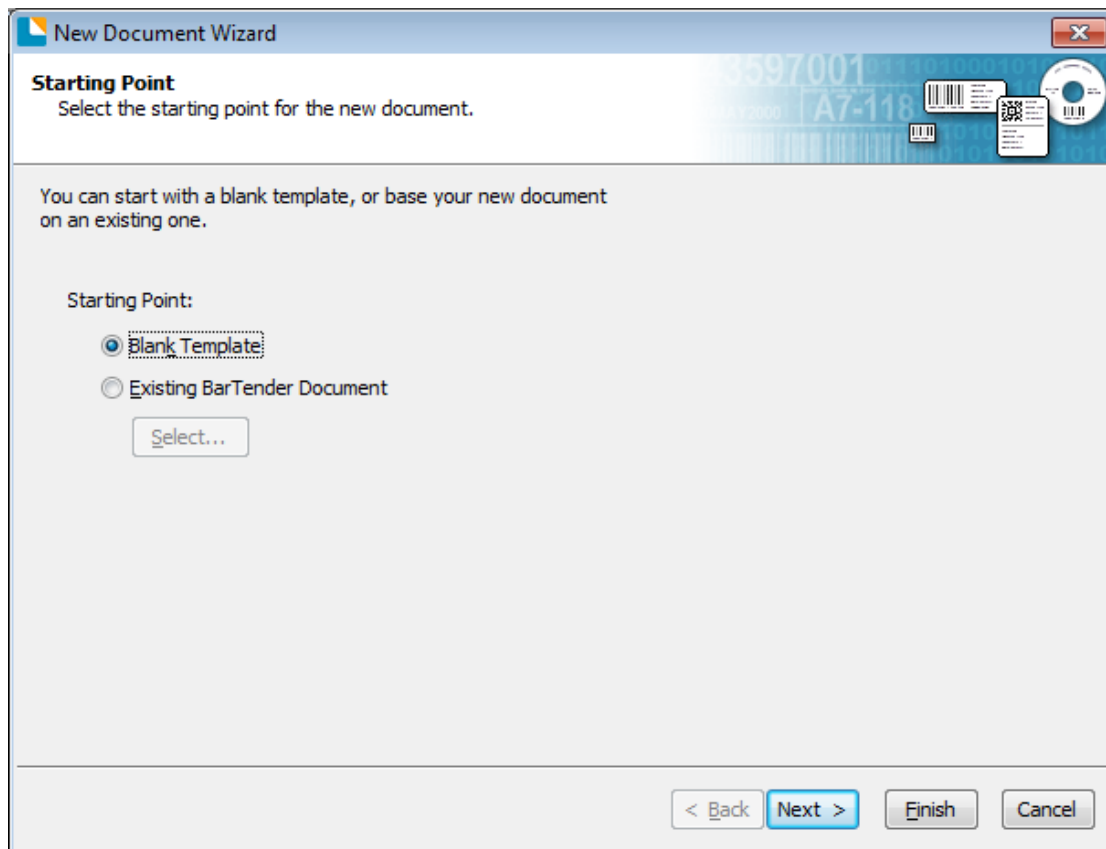 New Document Wizard
Starting Point
Select the starting point for the new document.
3597001
A7-118
You can start with a blank template, or base your new document
on an existing one.
Starting Point:
Blank Template
Existing BarTender Document
Select...
< Back
Next >
Finish
Cancel